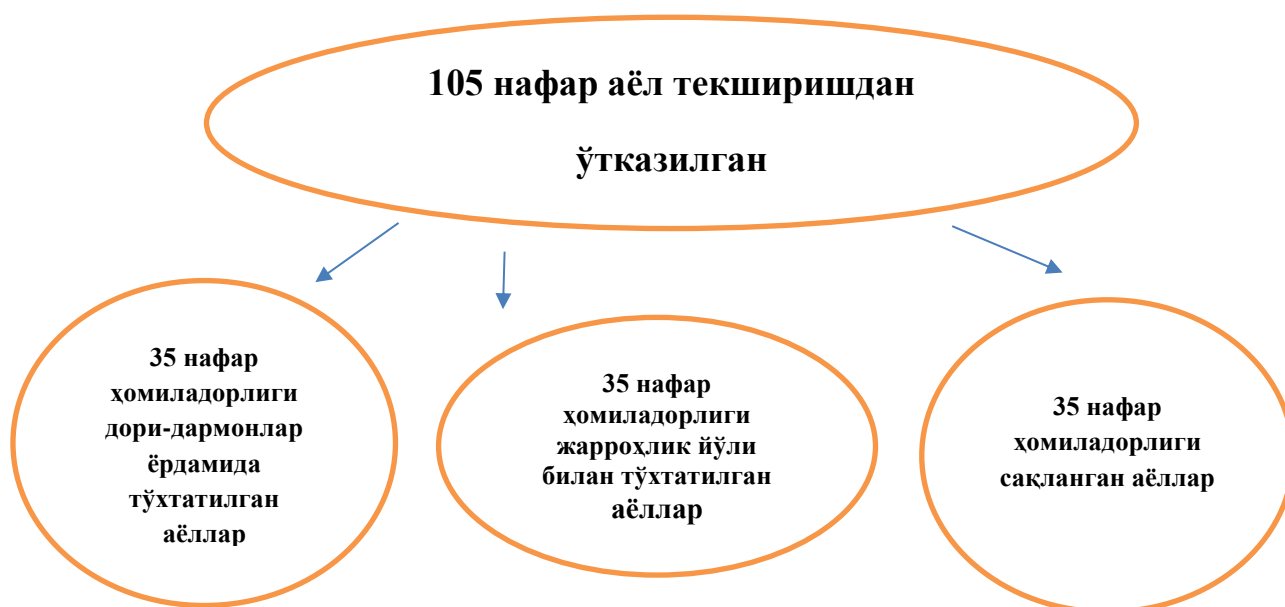 105 нафар аёл текширишдан
ўтказилган
35 нафар
ҳомиладорлиги
дори-дармонлар
ёрдамида
тўхтатилган
аёллар
35 нафар
ҳомиладорлиги
жарроҳлик йўли
билан тўхтатилган
аёллар
35 нафар
ҳомиладорлиги
сақланган аёллар